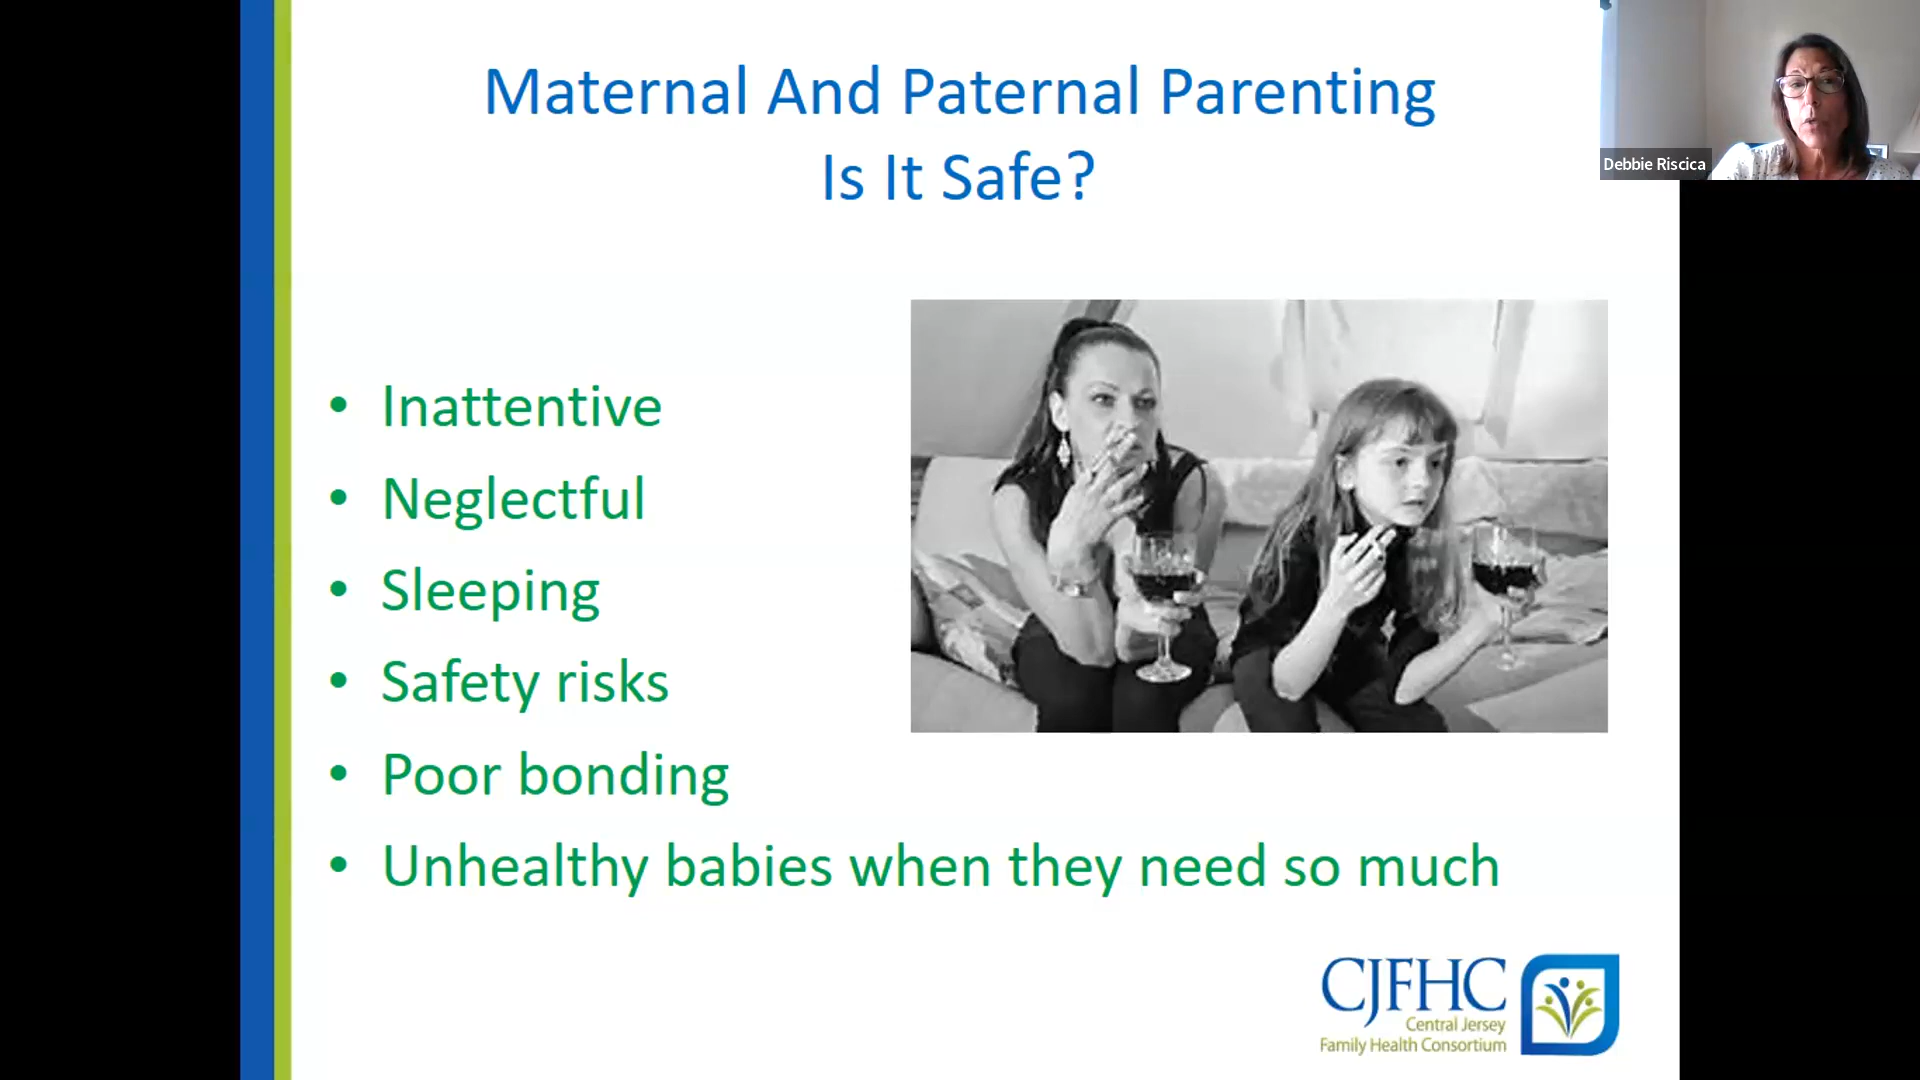 Maternal And Paternal Parenting
Is It Safe?
Debbie Riscica
• Inattentive
• Neglectful
• Sleeping
• Safety risks
• Poor bonding
• Unhealthy babies when they need so much
CJFHC
Central Jersey
Family Health Consortium